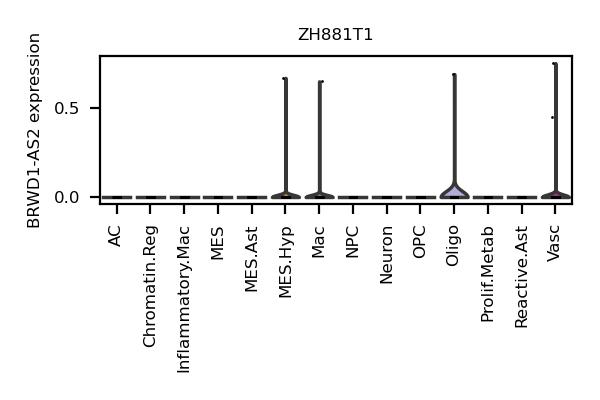 ZH881T1
BRWD1-AS2 expression
0.5
0.0
AC
Chromatin.Reg
Inflammatory.Mac
MES
MES.Ast
MES.Hyp
Mac
NPC
Neuron
OPC
Oligo
Prolif.Metab
Reactive.Ast
Vasc